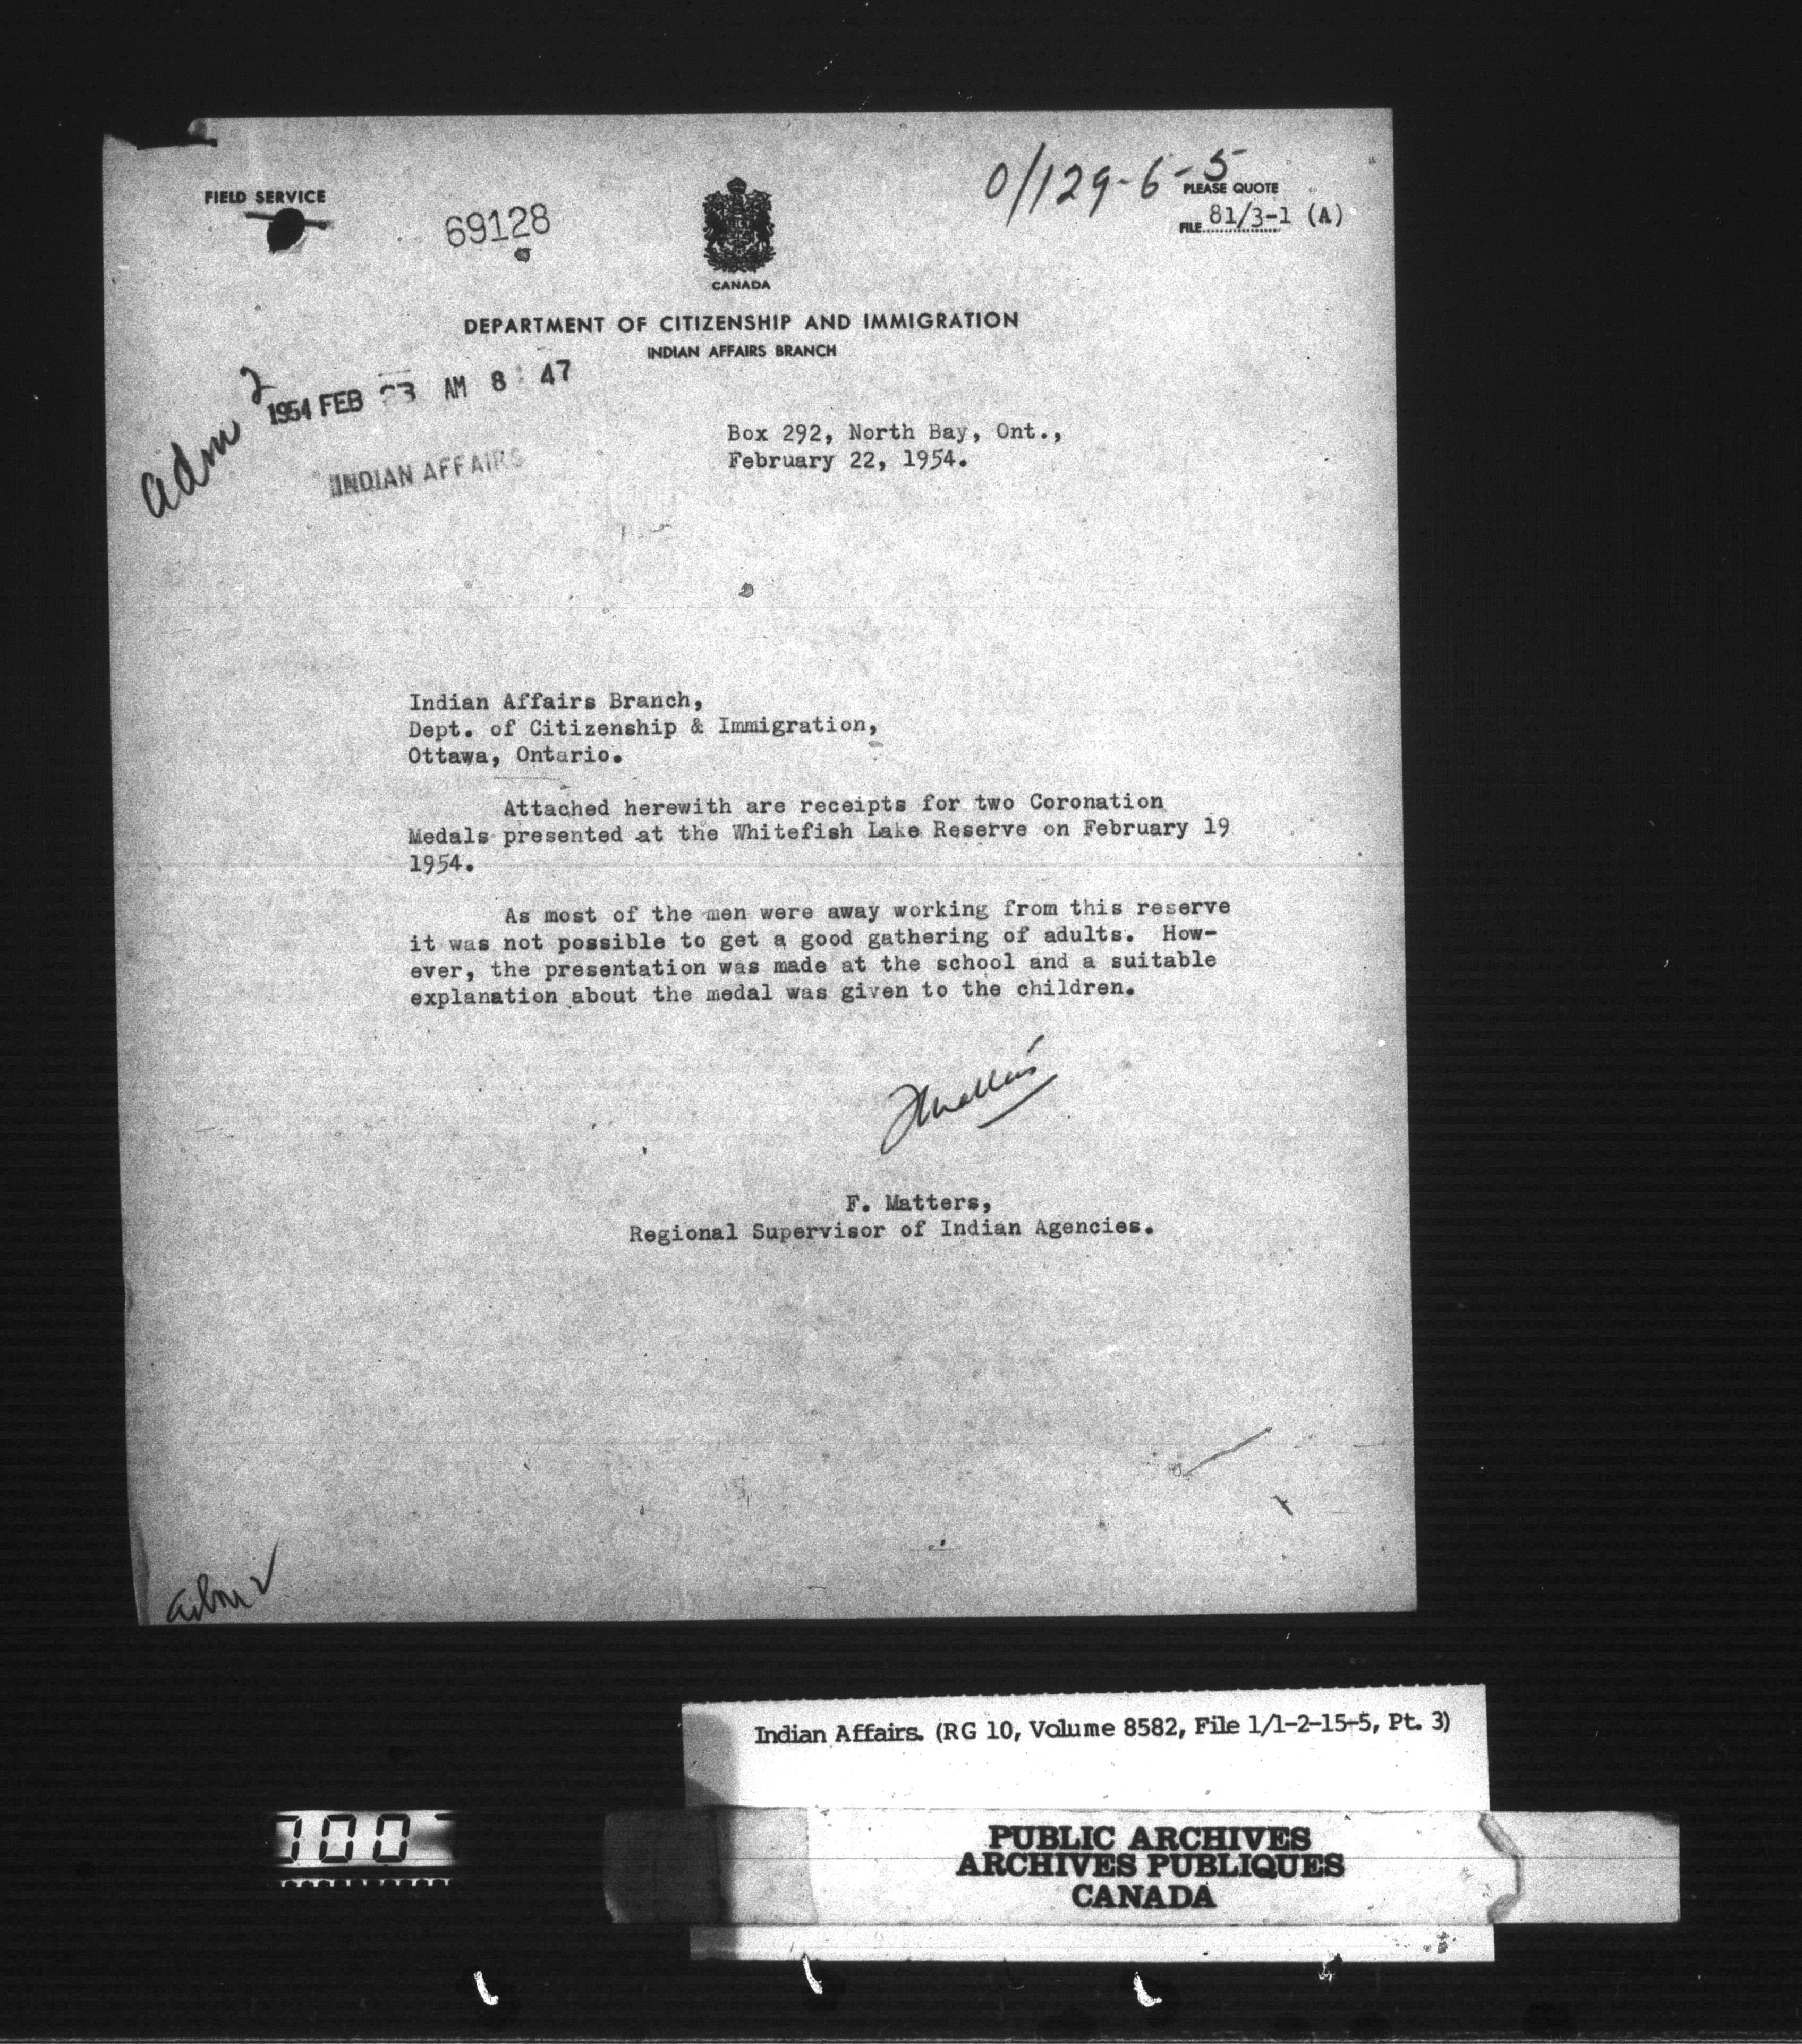 FIELD SERVICE
69128
0/129-6-5
PLEASE QUOTE
FILE 81/3-1 (A)
CANADA
DEPARTMENT OF CITIZENSHIP AND IMMIGRATION
INDIAN AFFAIRS BRANCH
adm 2
1954 FEB 23 AM 8:47
INDIAN AFFAIRS
Box 292, North Bay, Ont.,
February 22, 1954.
Indian Affairs Branch,
Dept. of Citizenship & Immigration,
Ottawa, Ontario.
Attached herewith are receipts for two Coronation
Medals presented at the Whitefish Lake Reserve on February 19
1954.
As most of the men were away working from this reserve
it was not possible to get a good gathering of adults. How-
ever, the presentation was made at the school and a suitable
explanation about the medal was given to the children.
FMatters
F. Matters,
Regional Supervisor of Indian Agencies.
adm 2
Indian Affairs. (RG 10, Volume 8582, File 1/1-2-15-5, Pt. 3)
PUBLIC ARCHIVES
ARCHIVES PUBLIQUES
CANADA